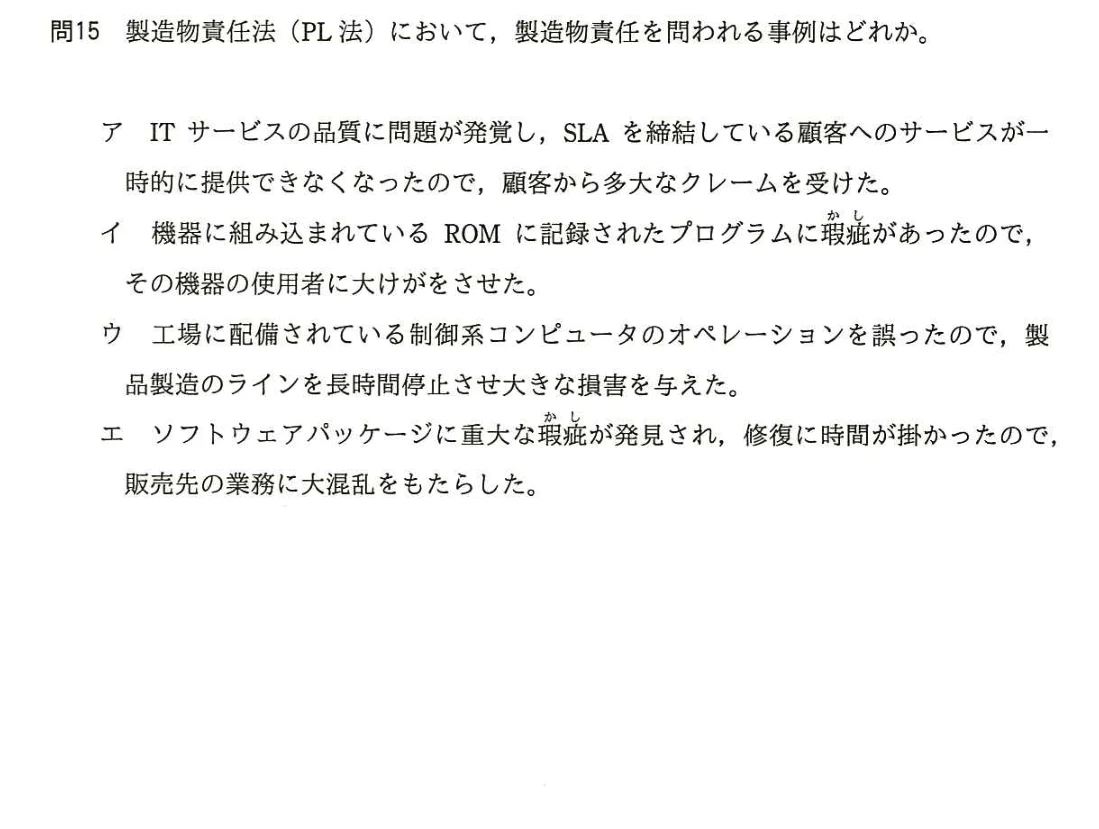 問15　製造物責任法（PL 法）において，製造物責任を問われる事例はどれか。
ア　IT サービスの品質に問題が発覚し，SLA を締結している顧客へのサービスが一
時的に提供できなくなったので，顧客から多大なクレームを受けた。
かし
イ　機器に組み込まれている ROM に記録されたプログラムに瑕疵があったので，
その機器の使用者に大けがをさせた。
ウ　工場に配備されている制御系コンピュータのオペレーションを誤ったので，製
品製造のラインを長時間停止させ大きな損害を与えた。
かし
エ　ソフトウェアパッケージに重大な瑕疵が発見され，修復に時間が掛かったので，
販売先の業務に大混乱をもたらした。